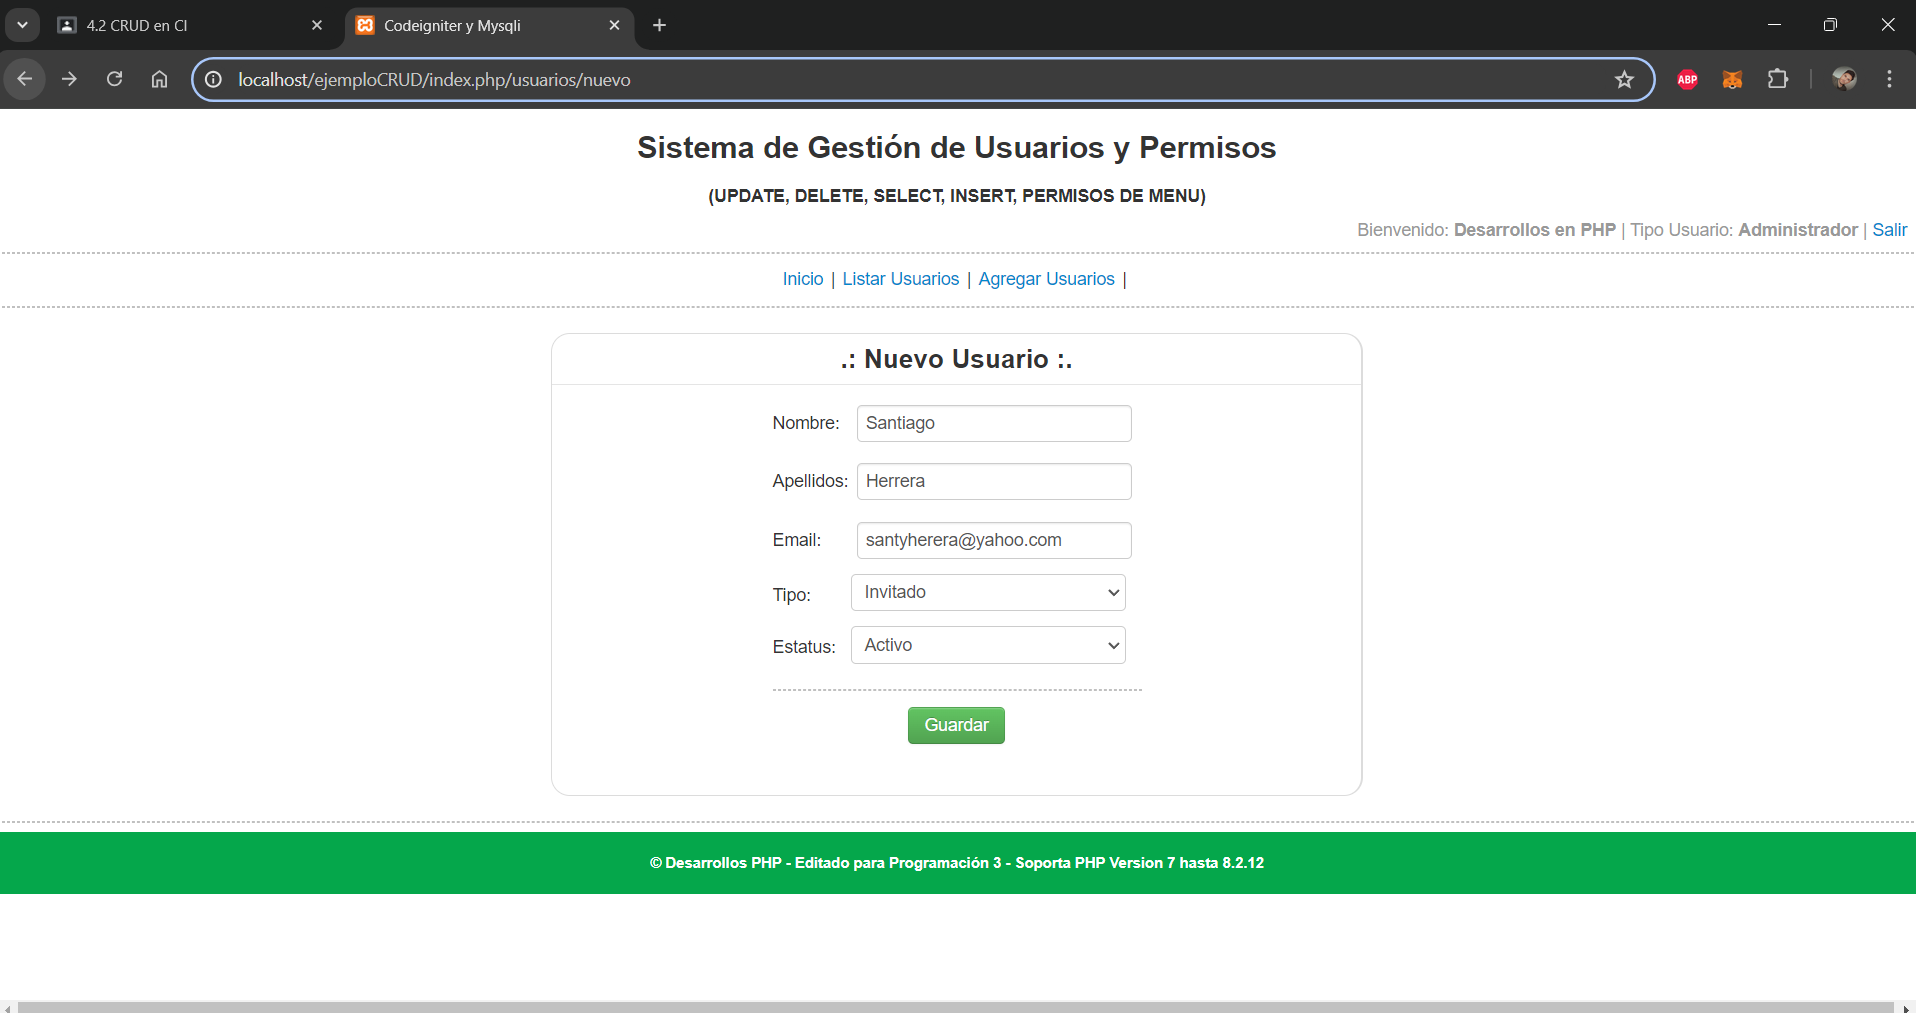 4.2 CRUD en CI
Codeigniter y Mysqli
localhost/ejemploCRUD/index.php/usuarios/nuevo
ABP
Sistema de Gestión de Usuarios y Permisos
(UPDATE, DELETE, SELECT, INSERT, PERMISOS DE MENU)
Bienvenido: Desarrollos en PHP | Tipo Usuario: Administrador | Salir
Inicio | Listar Usuarios | Agregar Usuarios |
.: Nuevo Usuario :.
Nombre: Santiago
Apellidos: Herrera
Email: santyherera@yahoo.com
Tipo: Invitado
Estatus: Activo
Guardar
© Desarrollos PHP - Editado para Programación 3 - Soporta PHP Version 7 hasta 8.2.12